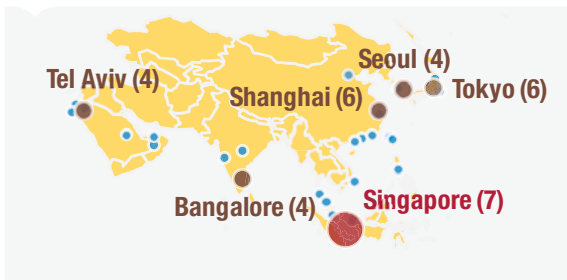 Seoul (4)
Tel Aviv (4)
Shanghai (6)
Tokyo (6)
Bangalore (4)
Singapore (7)